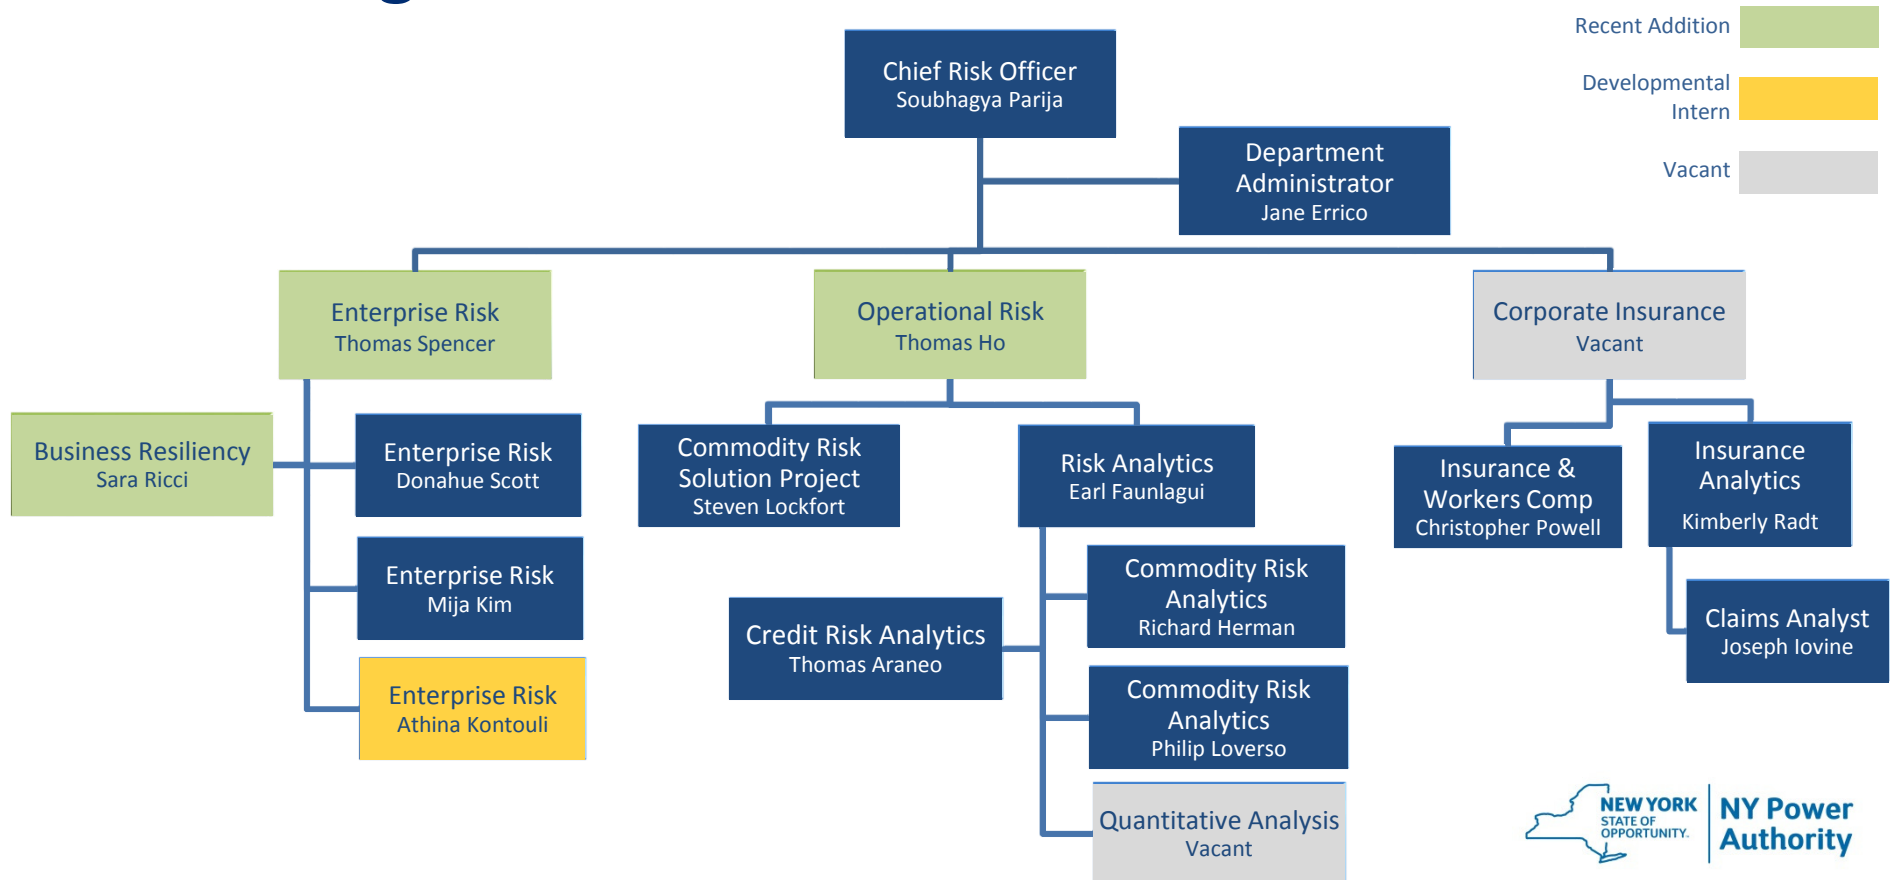 Recent Addition
Developmental
Intern
Vacant
Chief Risk Officer
Soubhagya Parija
Department
Administrator
Jane Errico
Enterprise Risk
Thomas Spencer
Operational Risk
Thomas Ho
Corporate Insurance
Vacant
Business Resiliency
Sara Ricci
Enterprise Risk
Donahue Scott
Enterprise Risk
Mija Kim
Enterprise Risk
Athina Kontouli
Commodity Risk
Solution Project
Steven Lockfort
Risk Analytics
Earl Faunlagui
Credit Risk Analytics
Thomas Araneo
Commodity Risk
Analytics
Richard Herman
Commodity Risk
Analytics
Philip Loverso
Quantitative Analysis
Vacant
Insurance &
Workers Comp
Christopher Powell
Insurance
Analytics
Kimberly Radt
Claims Analyst
Joseph Iovine
NEW YORK
STATE OF
OPPORTUNITY.
NY Power
Authority